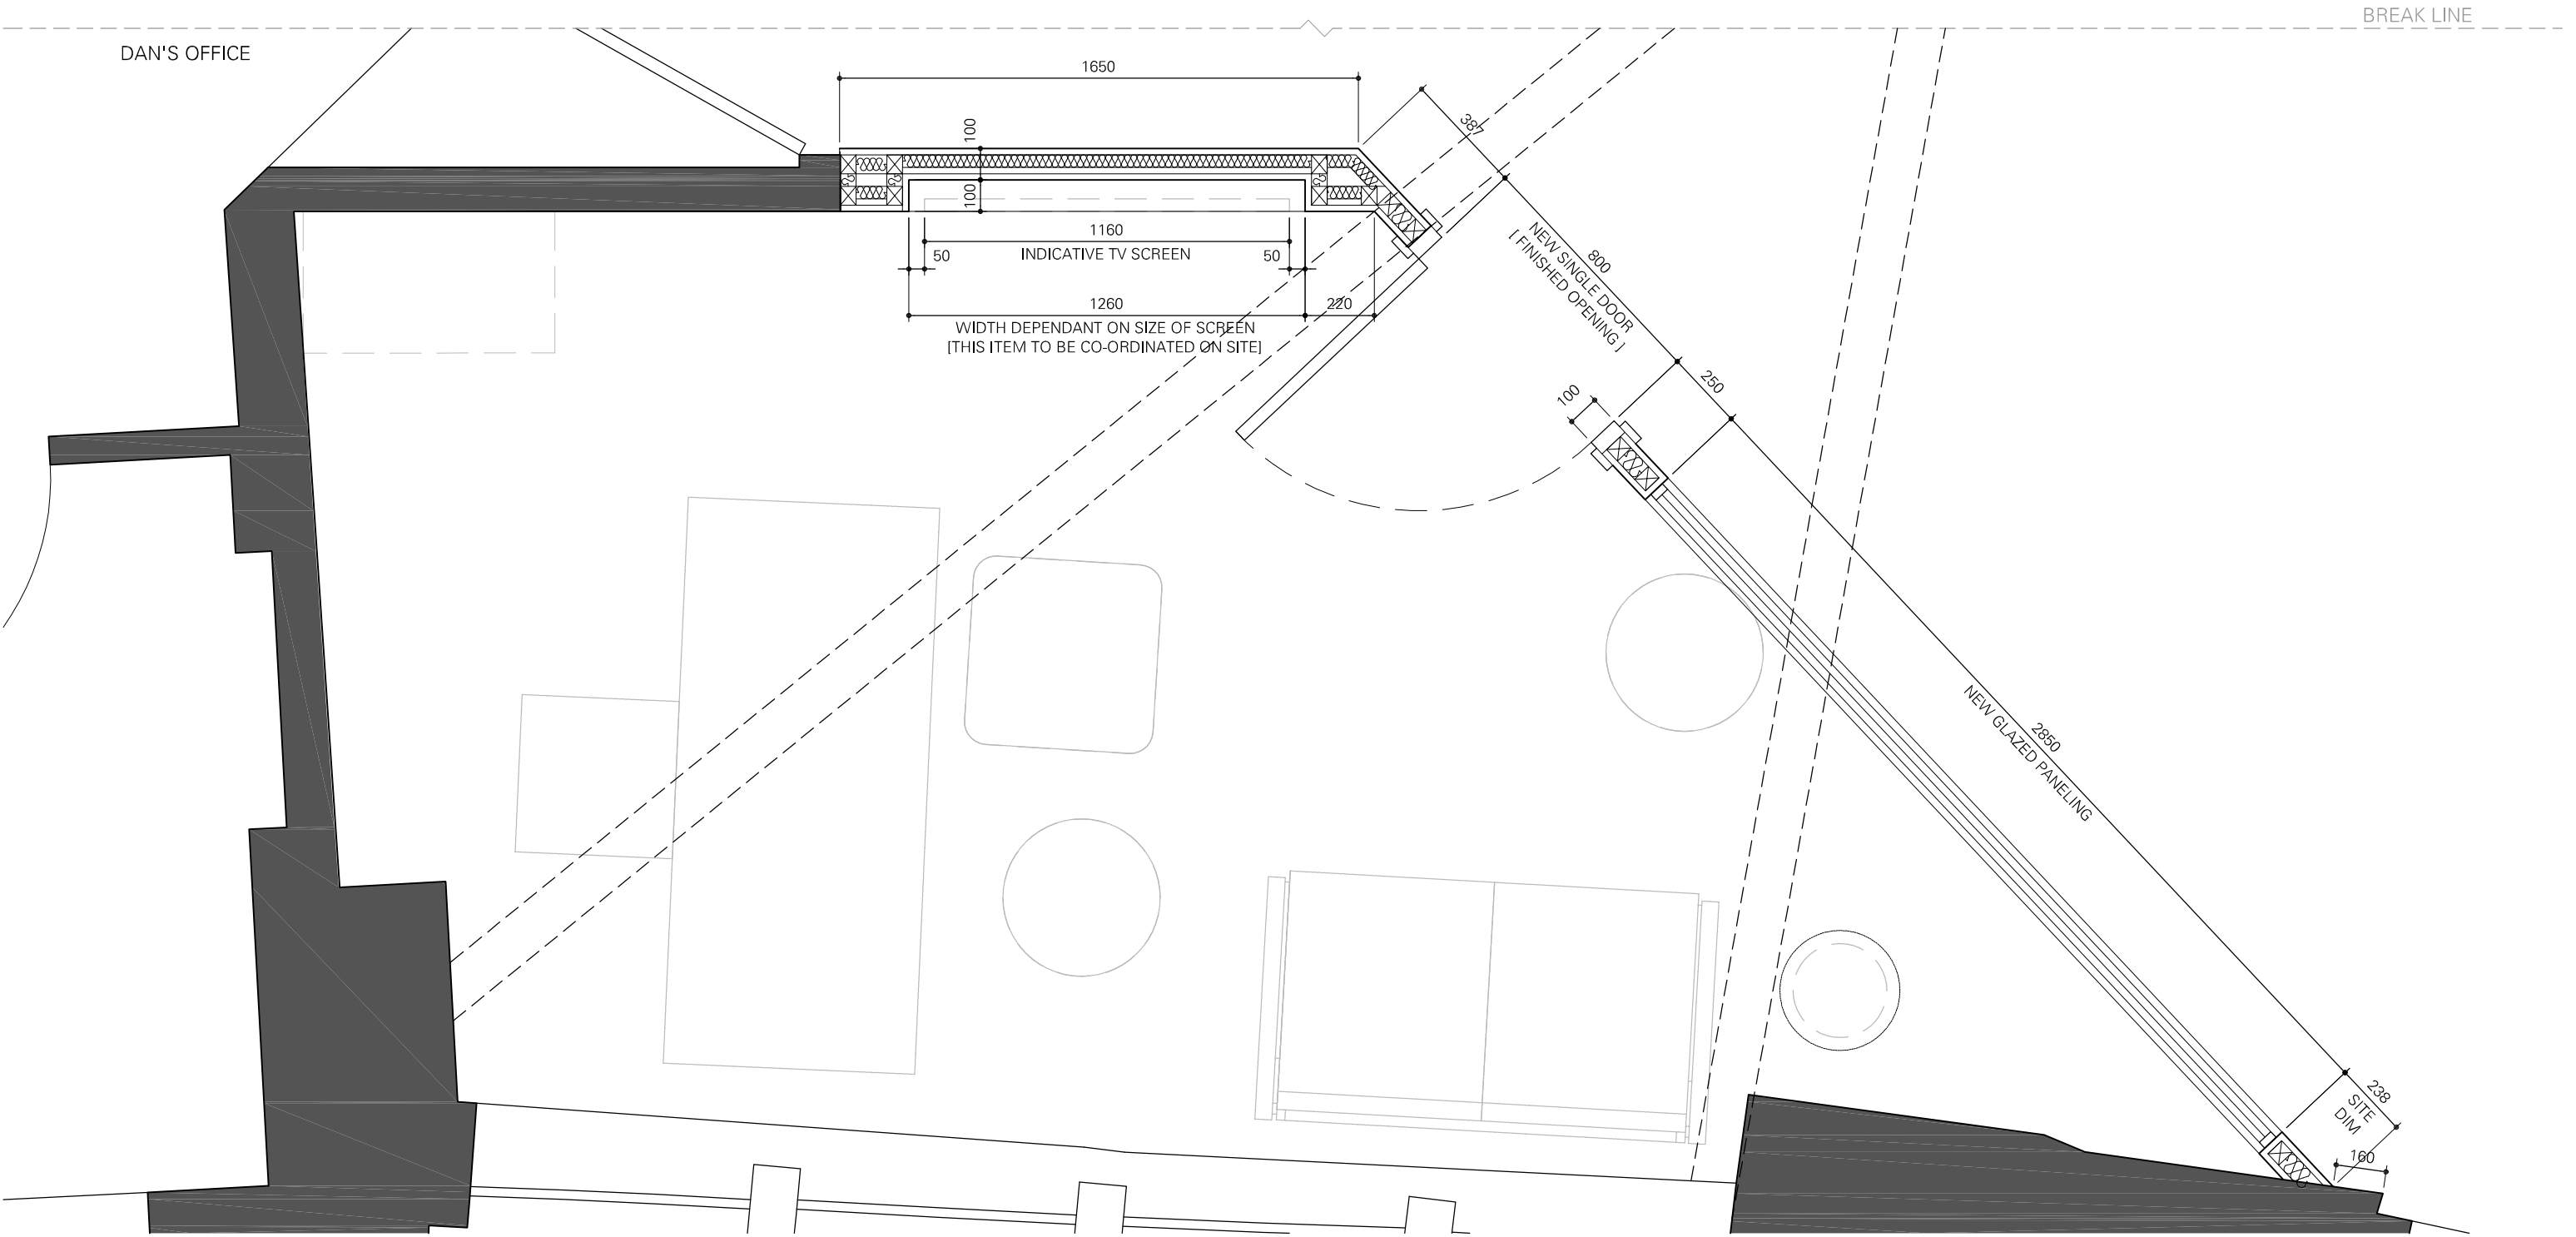 BREAK LINE
DAN'S OFFICE
1650
100
387
100
1160
INDICATIVE TV SCREEN
50
50
800
NEW SINGLE DOOR
[ FINISHED OPENING ]
1260
220
WIDTH DEPENDANT ON SIZE OF SCREEN
[THIS ITEM TO BE CO-ORDINATED ON SITE]
250
100
2850
NEW GLAZED PANELING
238
SITE
DIM
160